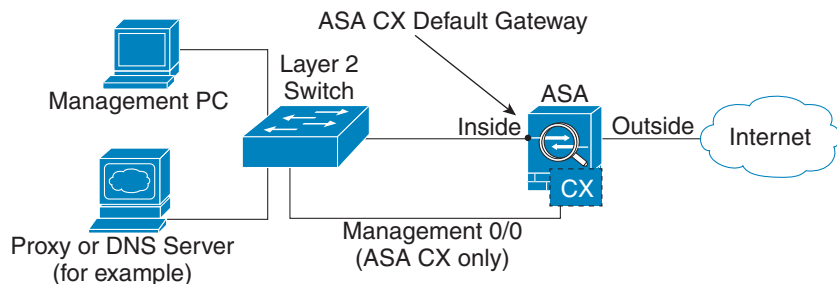 ASA CX Default Gateway
Layer 2
Switch
Management PC
ASA
Inside
Outside
Internet
CX
Proxy or DNS Server
(for example)
Management 0/0
(ASA CX only)